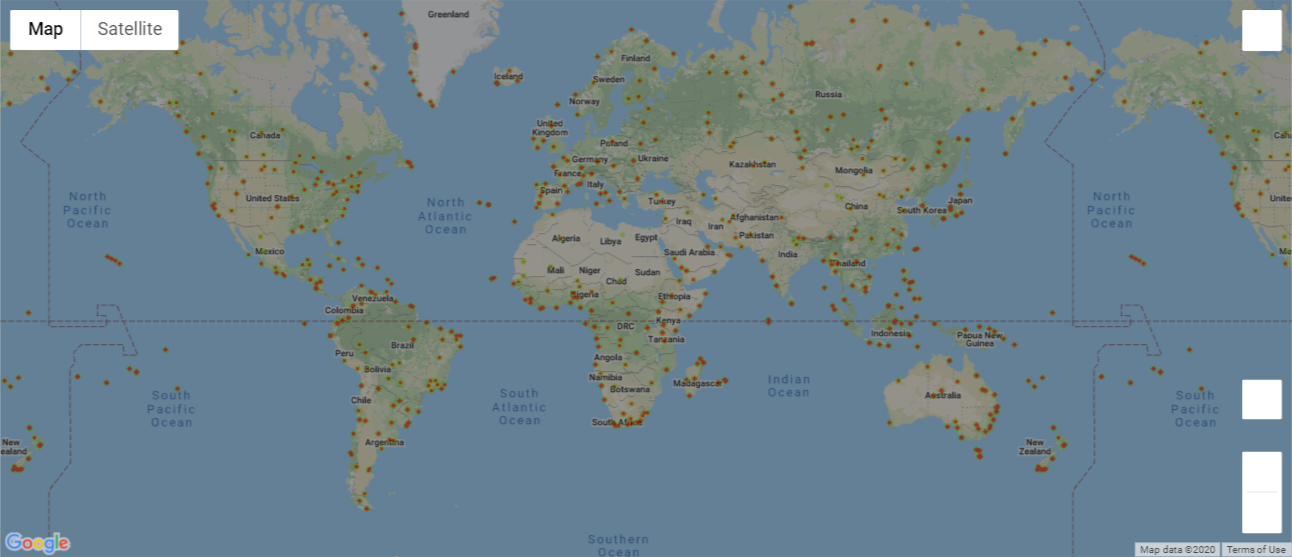 Map Satellite
Greenland
Iceland
Finland
Sweden
Norway
Russia
United
Kingdom
Canada
Poland
Germany
Ukraine
Kazakhstan
Mongolia
France
Italy
Spain
United States
Turkey
China
South Korea
Japan
North
Pacific
Ocean
North
Atlantic
Ocean
North
Pacific
Ocean
Iraq
Iran
Afghanistan
Pakistan
Algeria
Libya
Egypt
Saudi Arabia
India
Mexico
Mali
Niger
Chad
Sudan
Thailand
Nigeria
Ethiopia
Venezuela
Colombia
DRC
Kenya
Tanzania
Indonesia
Papua New
Guinea
Peru
Brazil
Bolivia
Angola
Namibia
Botswana
Madagascar
Indian
Ocean
Australia
South
Pacific
Ocean
Chile
South
Atlantic
Ocean
South Africa
South
Pacific
Ocean
Argentina
New
ealand
New
Zealand
Southern
Ocean
Can
Unite
Me
Google
Map data ©2020 Terms of Use